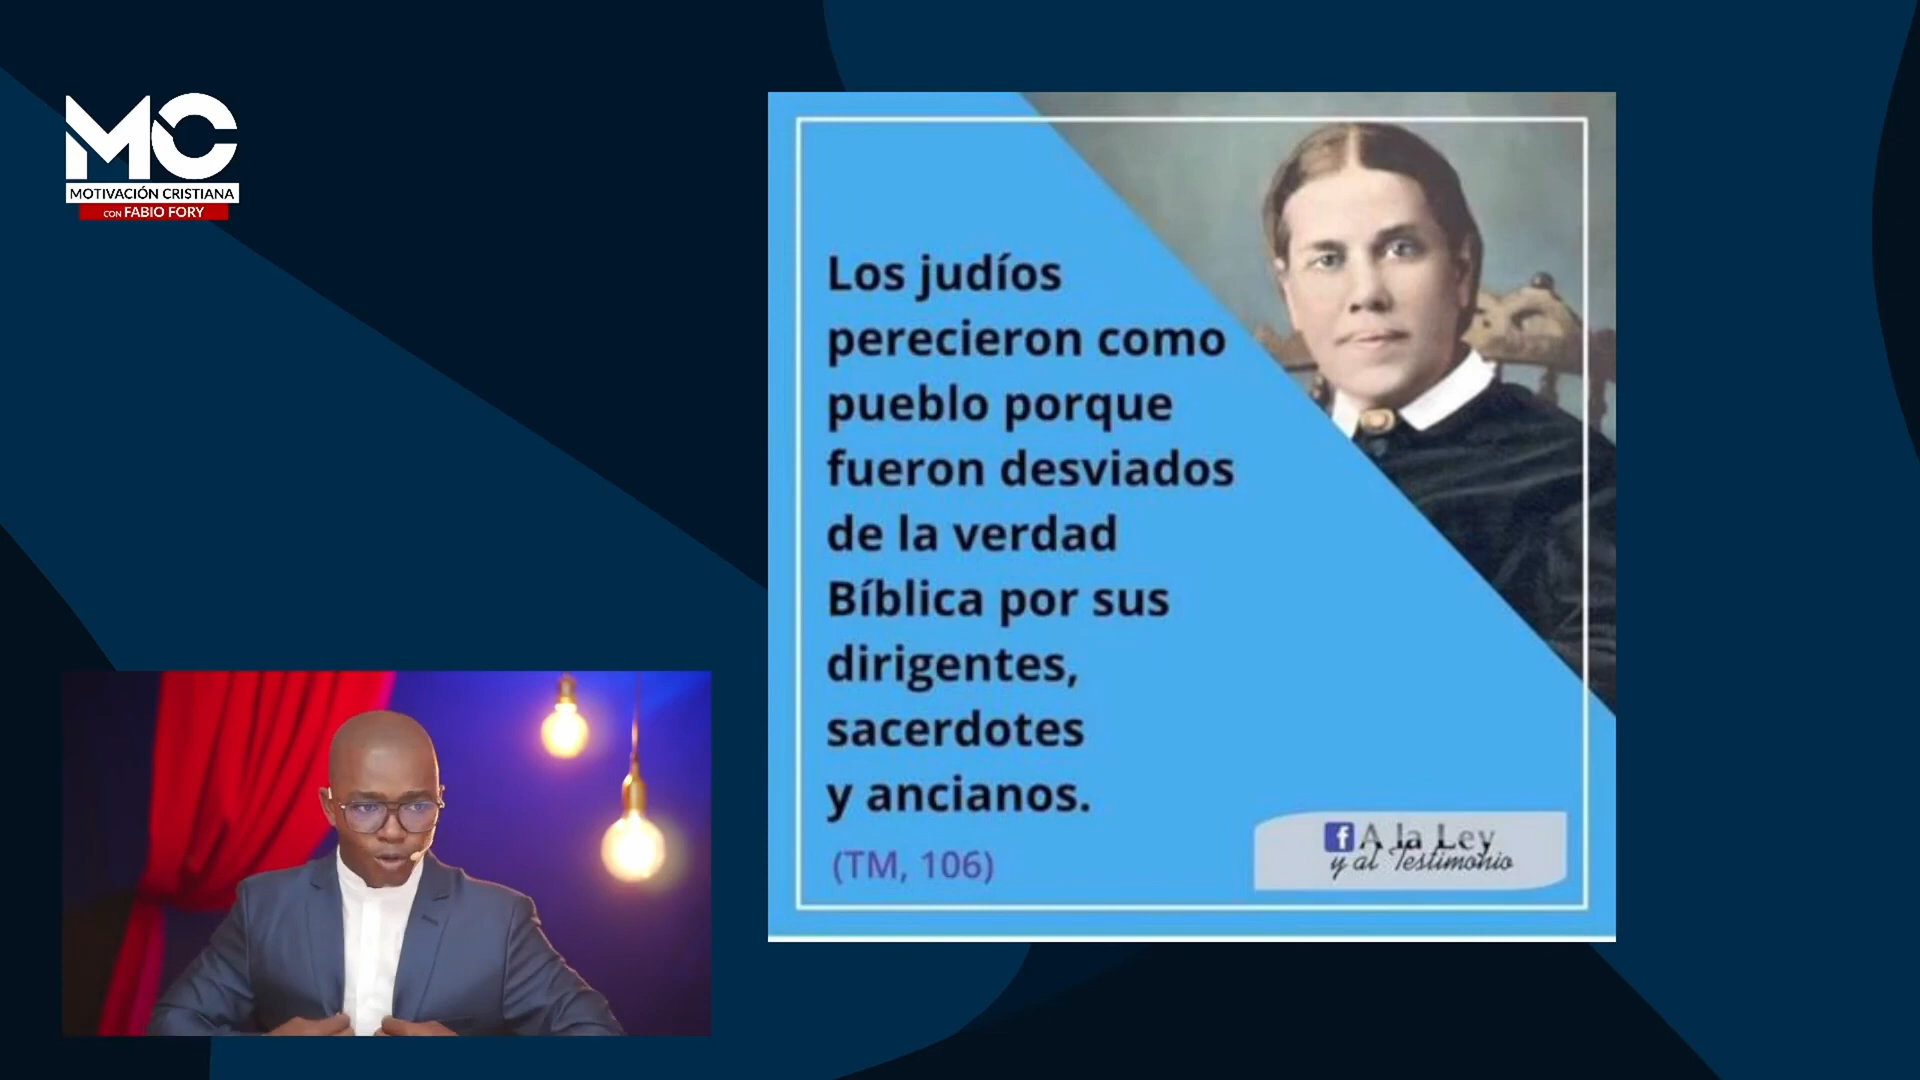 MC
MOTIVACIÓN CRISTIANA
CON FABIO FORY
Los judíos
perecieron como
pueblo porque
fueron desviados
de la verdad
Bíblica por sus
dirigentes,
sacerdotes
y ancianos.
(TM, 106)
f A la Ley
y al Testimonio